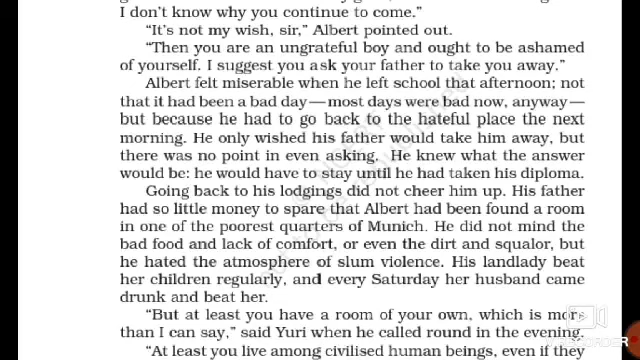 I don't know why you continue to come."
"It's not my wish, sir," Albert pointed out.
"Then you are an ungrateful boy and ought to be ashamed
of yourself. I suggest you ask your father to take you away."
Albert felt miserable when he left school that afternoon; not
that it had been a bad day—most days were bad now, anyway—
but because he had to go back to the hateful place the next
morning. He only wished his father would take him away, but
there was no point in even asking. He knew what the answer
would be: he would have to stay until he had taken his diploma.
Going back to his lodgings did not cheer him up. His father
had so little money to spare that Albert had been found a room
in one of the poorest quarters of Munich. He did not mind the
bad food and lack of comfort, or even the dirt and squalor, but
he hated the atmosphere of slum violence. His landlady beat
her children regularly, and every Saturday her husband came
drunk and beat her.
"But at least you have a room of your own, which is more
than I can say," said Yuri when he called round in the evening.
"At least you live among civilised human beings, even if they